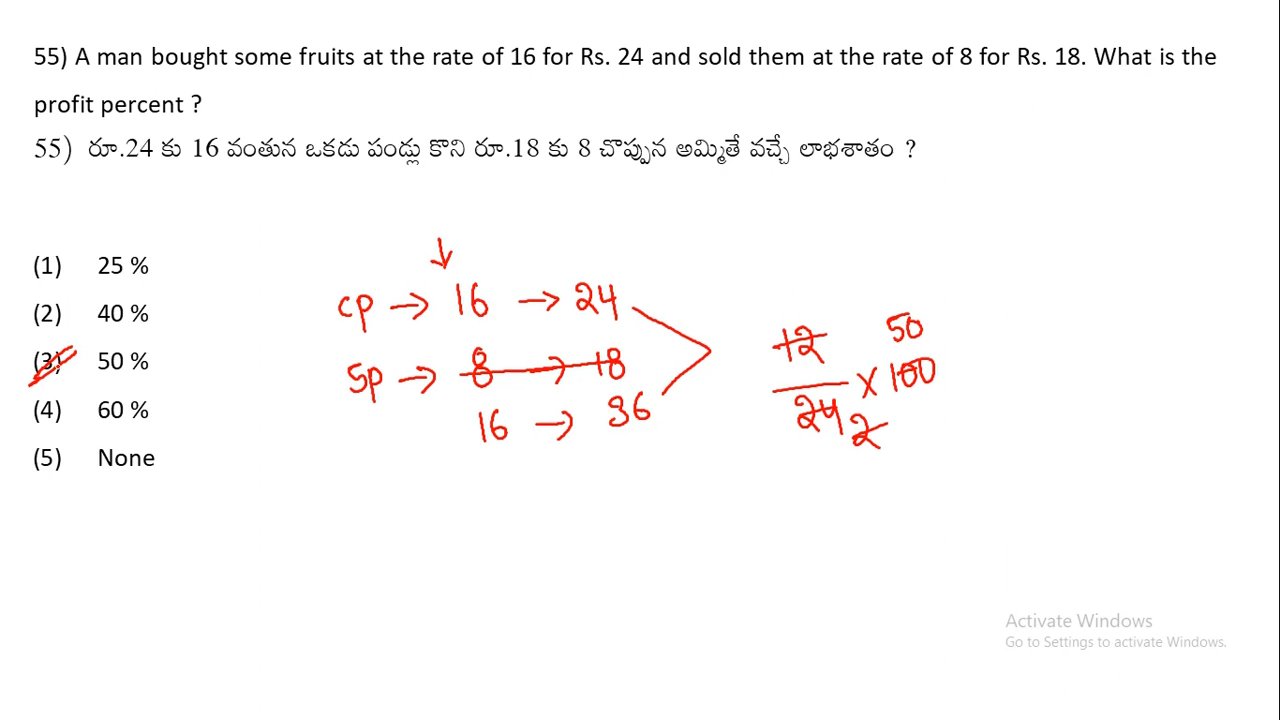 55) A man bought some fruits at the rate of 16 for Rs. 24 and sold them at the rate of 8 for Rs. 18. What is the
profit percent ?
55) రూ.24 కు 16 వంతున ఒకడు పండ్లు కొని రూ.18 కు 8 చొప్పున అమ్మితే వచ్చే లాభశాతం ?
(1) 25 %
(2) 40 %
(3) 50 %
(4) 60 %
(5) None
↓
CP → 16 → 24
SP → 8 → 18
16 → 36
12 50
24 2 × 100
Activate Windows
Go to Settings to activate Windows.